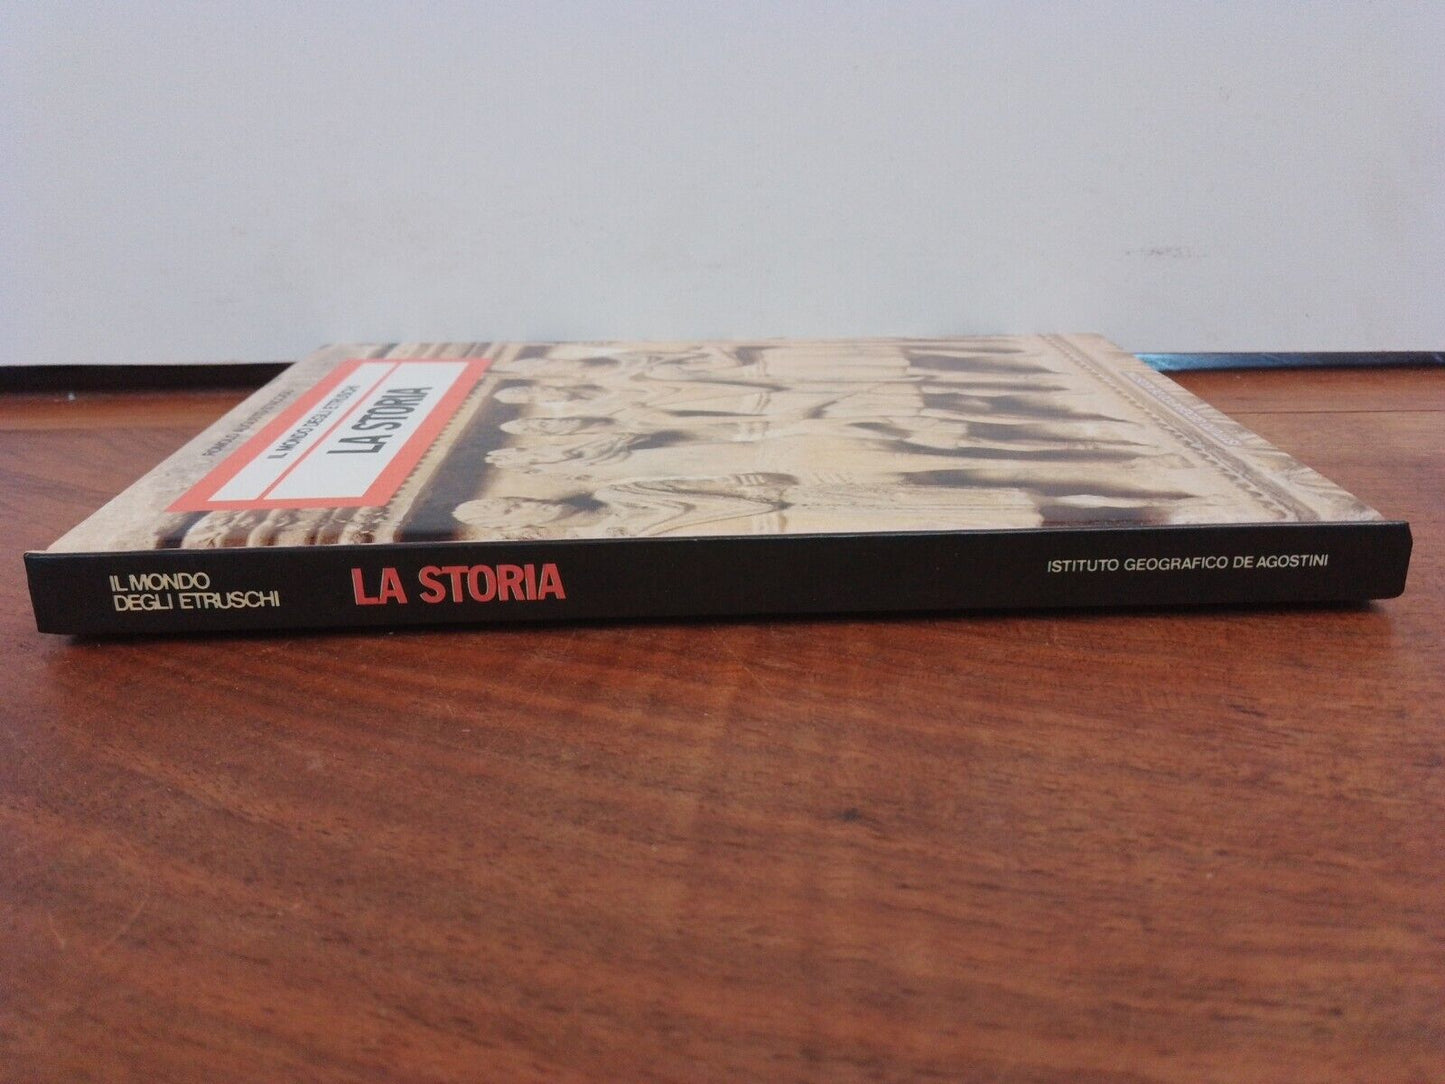 IL MONDO
DEGLI ETRUSCHI
LA STORIA
ISTITUTO GEOGRAFICO DE AGOSTINI
IL MONDO DEGLI ETRUSCHI
LA STORIA